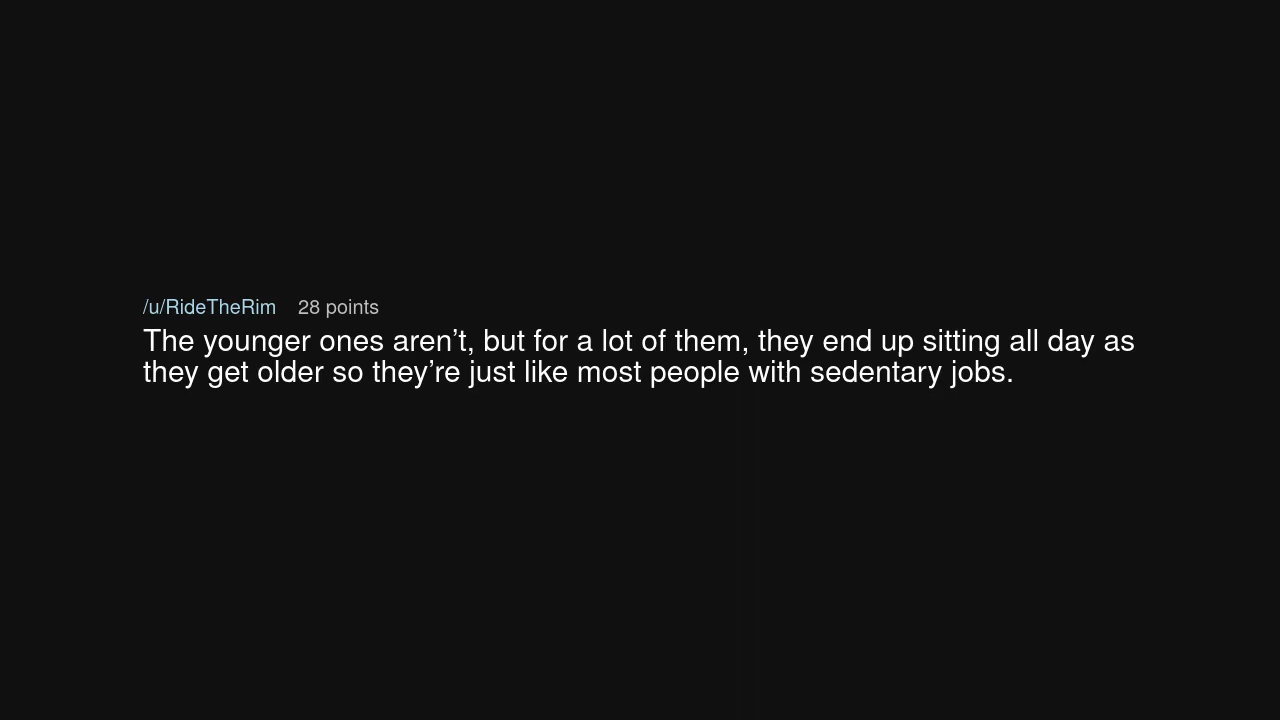 /u/RideTheRim 28 points
The younger ones aren’t, but for a lot of them, they end up sitting all day as
they get older so they’re just like most people with sedentary jobs.